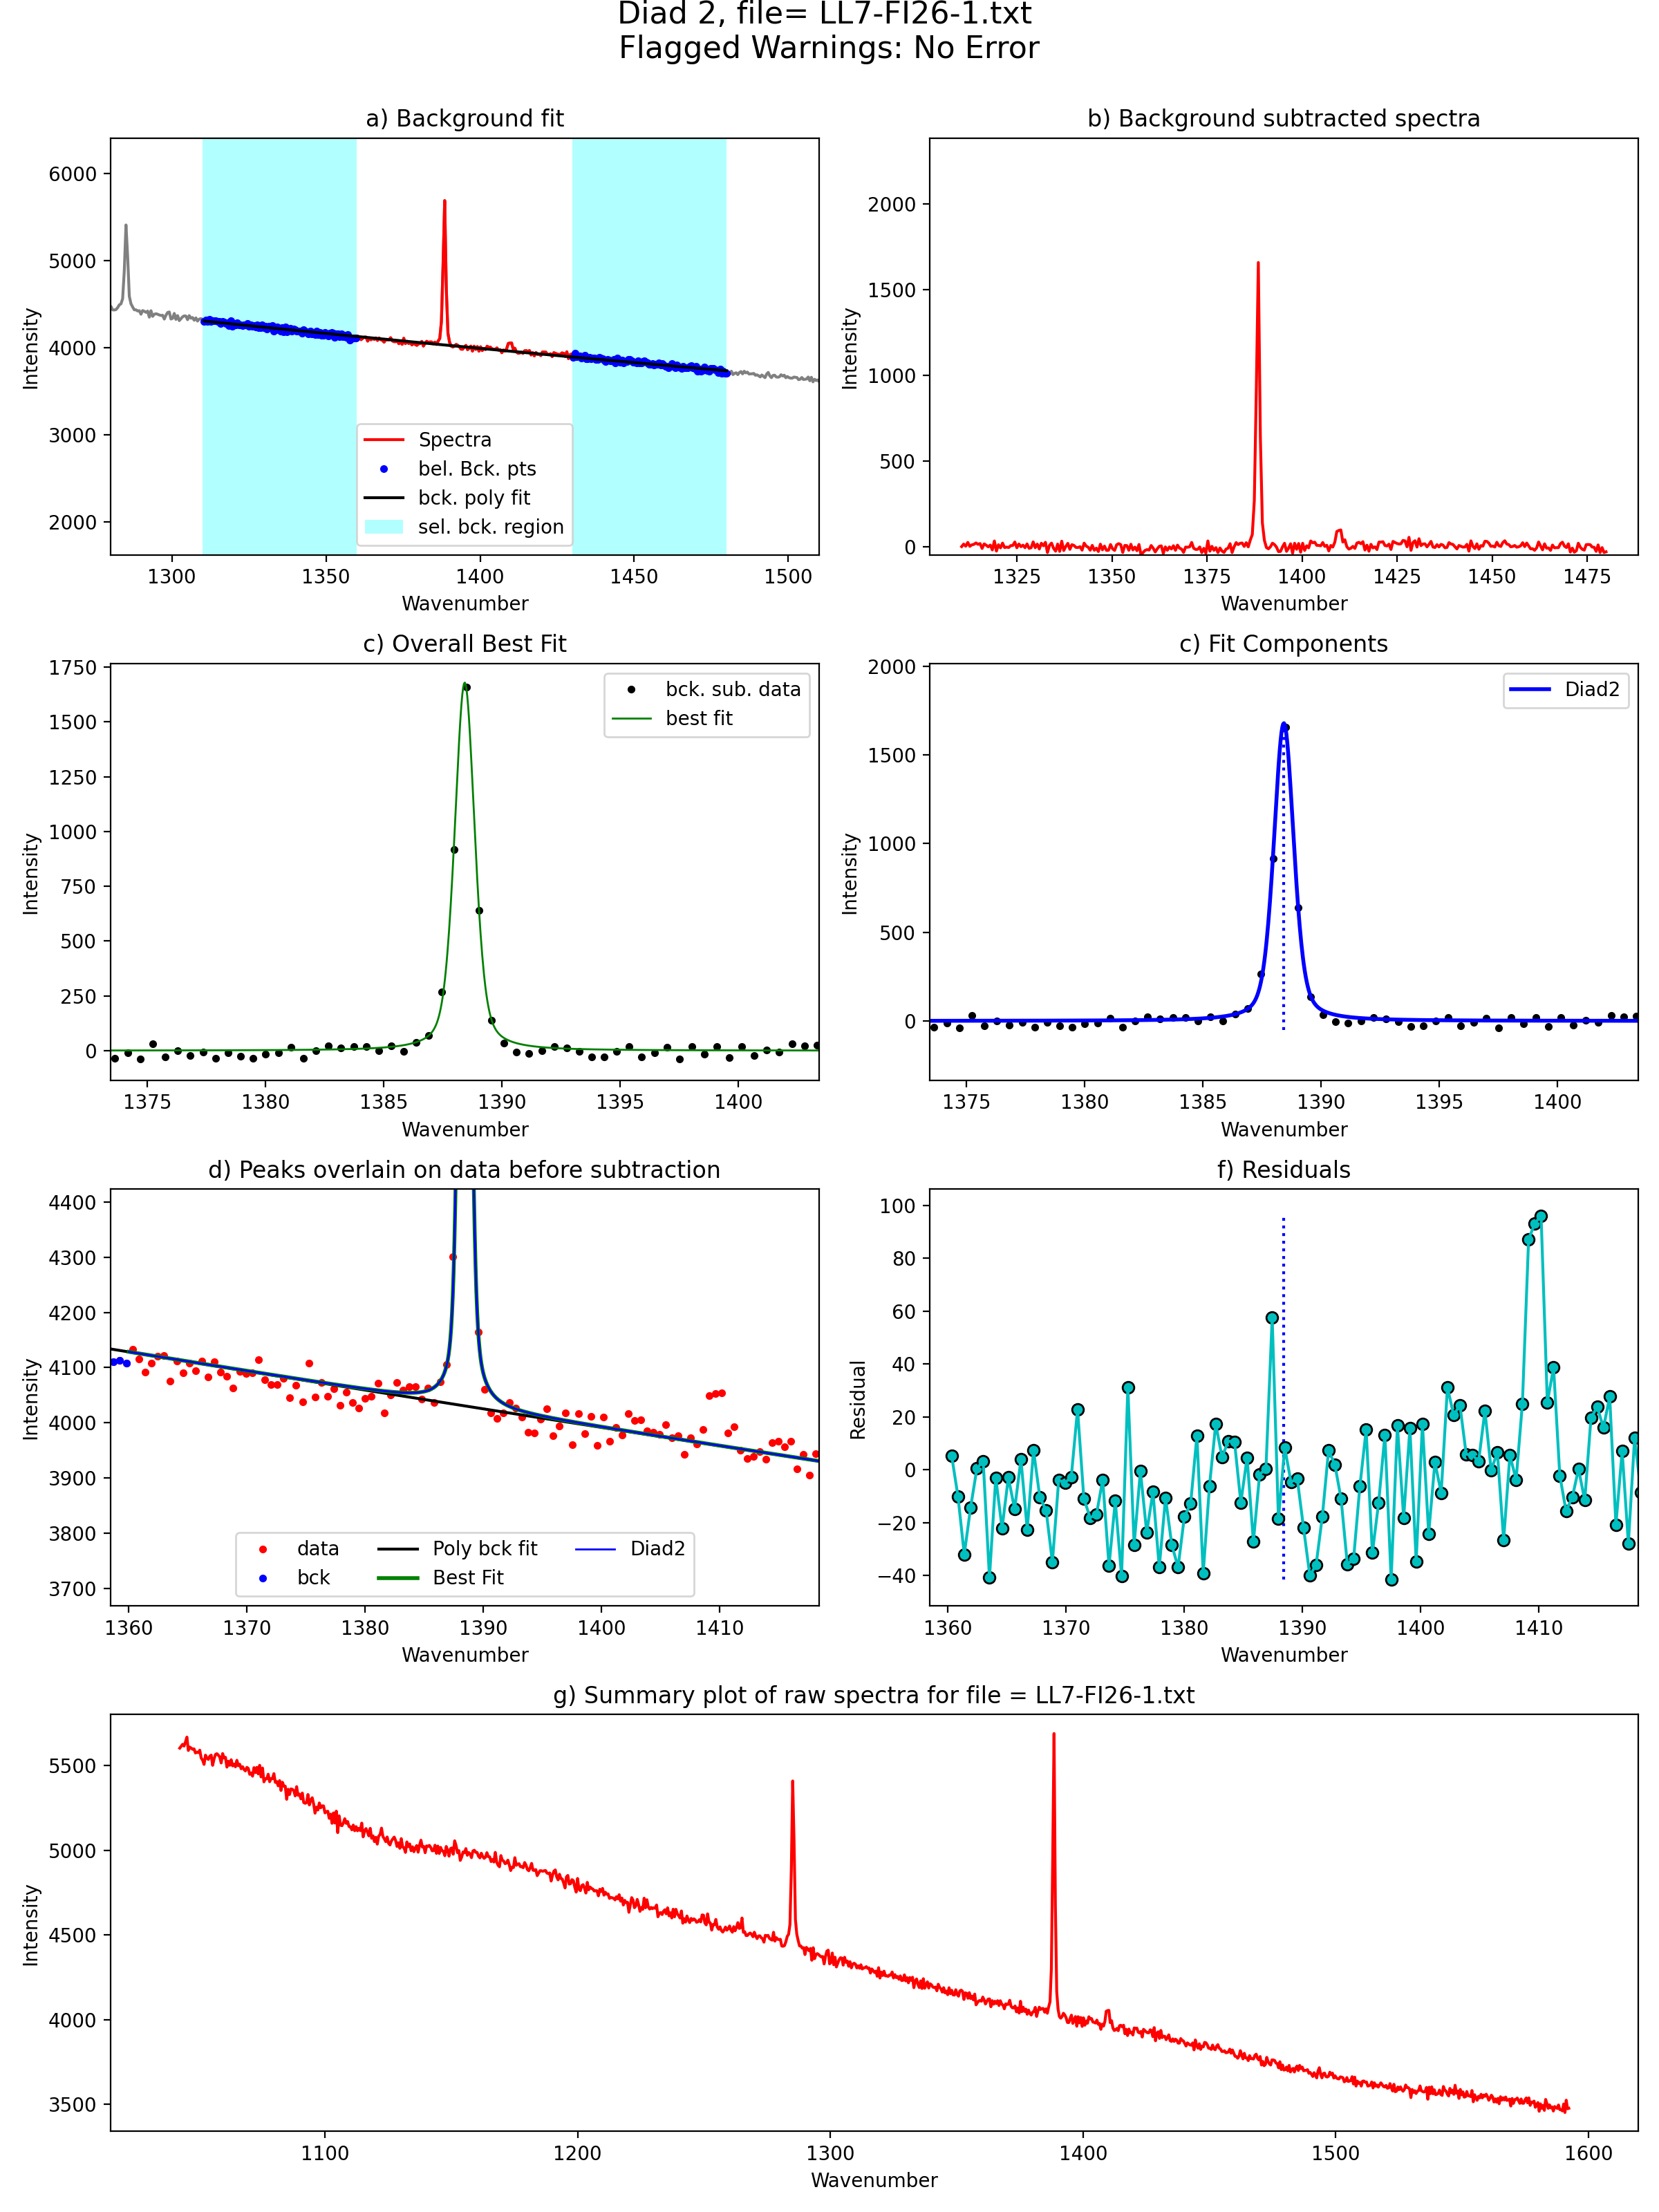 Diad 2, file= LL7-FI26-1.txt
Flagged Warnings: No Error
a) Background fit
6000
5000
4000
3000
2000
Intensity
Spectra
bel. Bck. pts
bck. poly fit
sel. bck. region
1300 1350 1400 1450 1500
Wavenumber
b) Background subtracted spectra
2000
1500
1000
500
0
Intensity
1325 1350 1375 1400 1425 1450 1475
Wavenumber
c) Overall Best Fit
1750
1500
1250
1000
750
500
250
0
Intensity
bck. sub. data
best fit
1375 1380 1385 1390 1395 1400
Wavenumber
c) Fit Components
2000
1500
1000
500
0
Intensity
Diad2
1375 1380 1385 1390 1395 1400
Wavenumber
d) Peaks overlain on data before subtraction
4400
4300
4200
4100
4000
3900
3800
3700
Intensity
data
bck
Poly bck fit
Best Fit
Diad2
1360 1370 1380 1390 1400 1410
Wavenumber
f) Residuals
100
80
60
40
20
0
−20
−40
Residual
1360 1370 1380 1390 1400 1410
Wavenumber
g) Summary plot of raw spectra for file = LL7-FI26-1.txt
5500
5000
4500
4000
3500
Intensity
1100 1200 1300 1400 1500 1600
Wavenumber